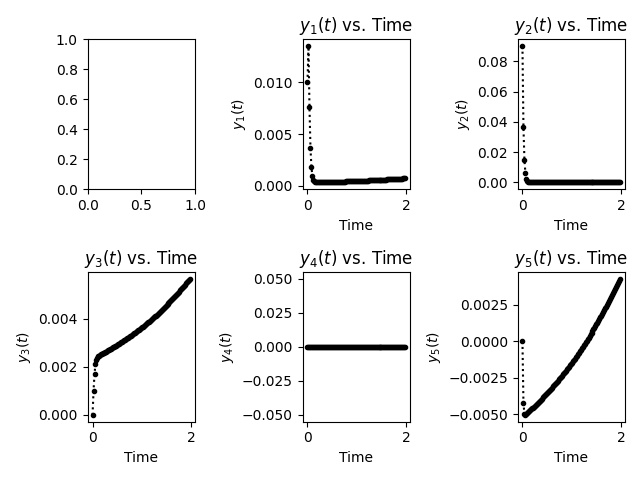 y₁(t) vs. Time
y₂(t) vs. Time
1.0
0.8
0.6
0.4
0.2
0.0
0.0 0.5 1.0
y₁(t)
0.010
0.005
0.000
0 2
Time
y₂(t)
0.08
0.06
0.04
0.02
0.00
0 2
Time
y₃(t) vs. Time
y₄(t) vs. Time
y₅(t) vs. Time
y₃(t)
0.004
0.002
0.000
0 2
Time
y₄(t)
0.050
0.025
0.000
−0.025
−0.050
0 2
Time
y₅(t)
0.0025
0.0000
−0.0025
−0.0050
0 2
Time